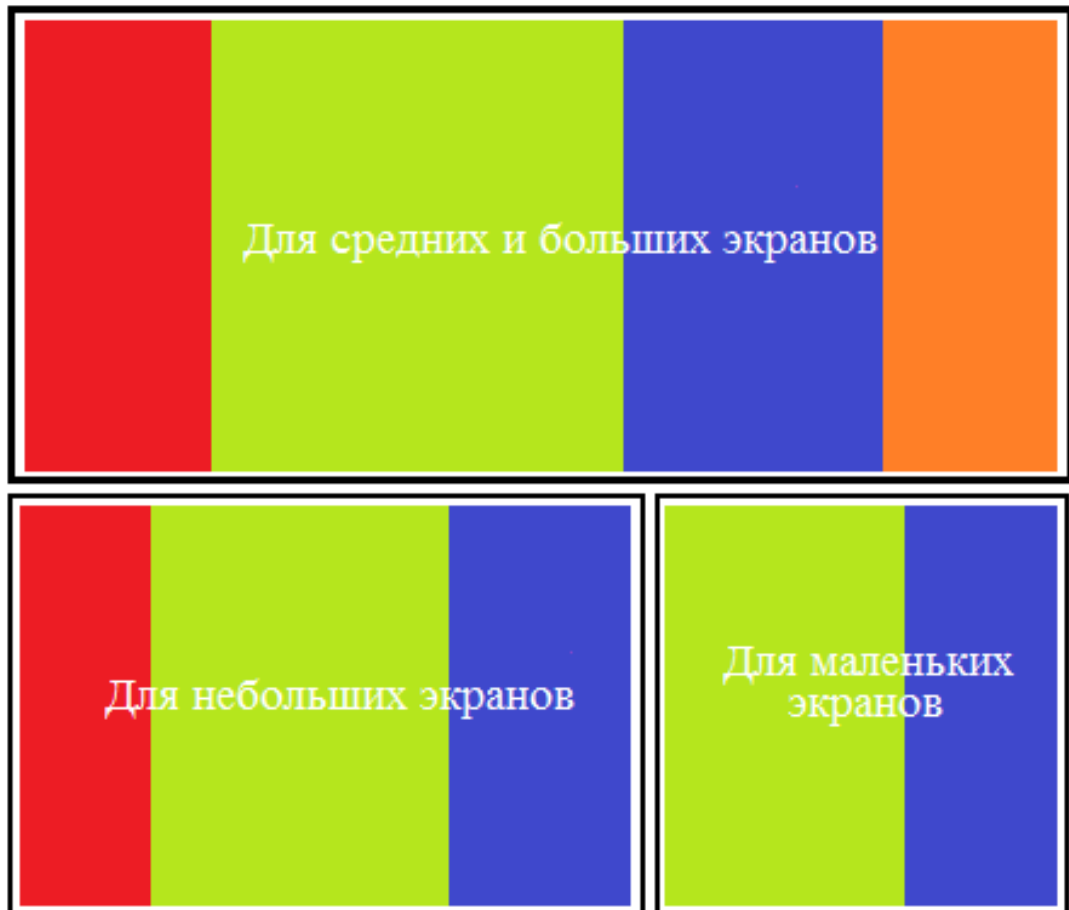 Для средних и больших экранов
Для небольших экранов
Для маленьких
экранов